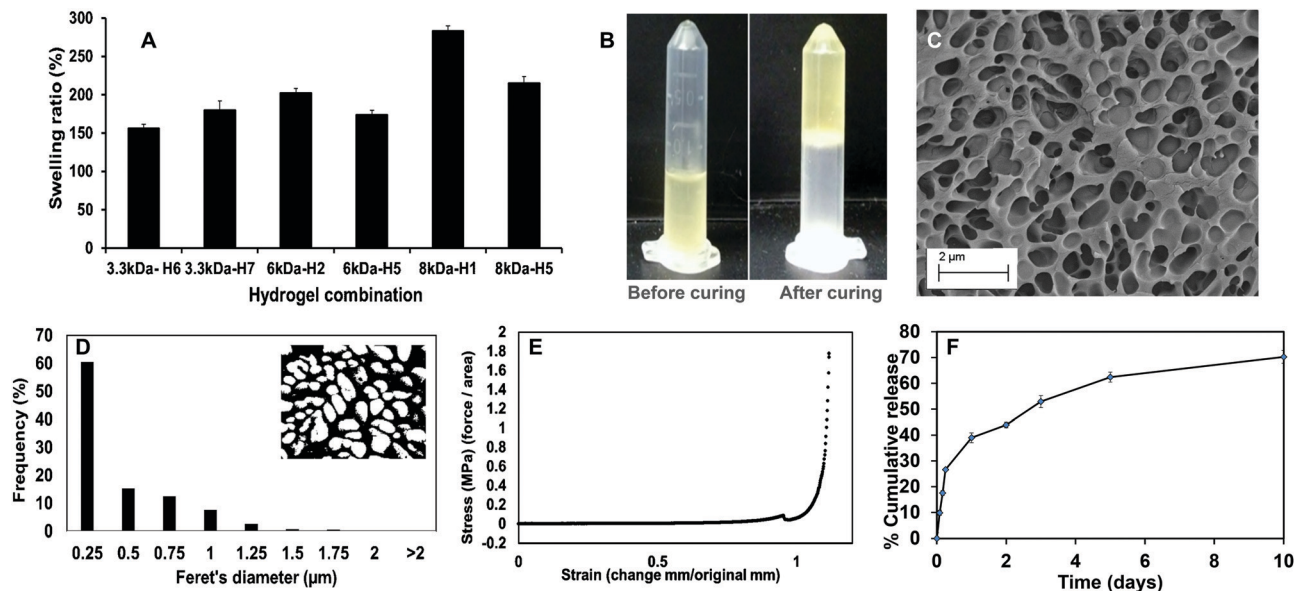 A
Swelling ratio (%)
300
250
200
150
100
50
0
3.3kDa- H6 3.3kDa-H7 6kDa-H2 6kDa-H5 8kDa-H1 8kDa-H5
Hydrogel combination
B
Before curing After curing
C
2 µm
D
Frequency (%)
70
60
50
40
30
20
10
0
0.25 0.5 0.75 1 1.25 1.5 1.75 2 >2
Feret's diameter (µm)
E
Stress (MPa) (force / area)
2
1.8
1.6
1.4
1.2
1
0.8
0.6
0.4
0.2
0
-0.2
0 0.5 1
Strain (change mm/original mm)
F
% Cumulative release
80
70
60
50
40
30
20
10
0
0 2 4 6 8 10
Time (days)